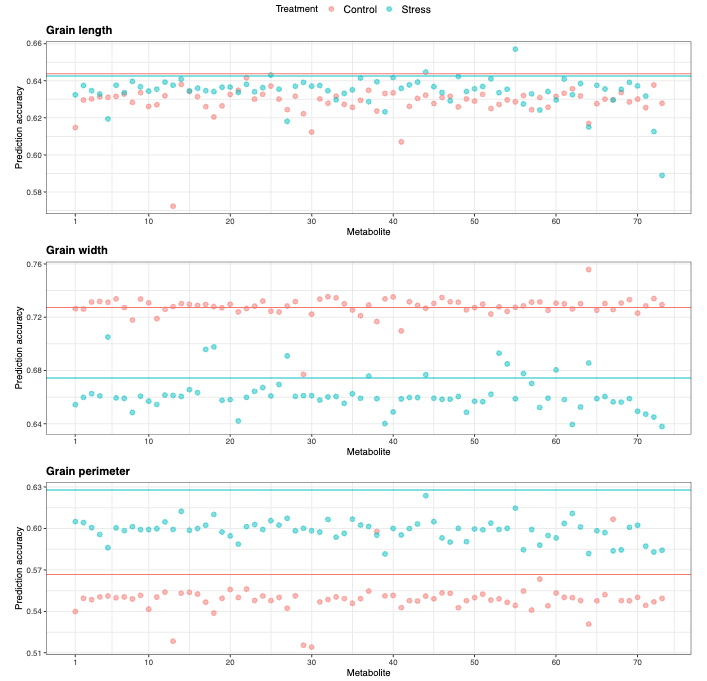 Treatment Control Stress
Grain length
0.66
0.64
0.62
0.60
0.58
Prediction accuracy
1 10 20 30 40 50 60 70
Metabolite
Grain width
0.76
0.72
0.68
0.64
Prediction accuracy
1 10 20 30 40 50 60 70
Metabolite
Grain perimeter
0.63
0.60
0.57
0.54
0.51
Prediction accuracy
1 10 20 30 40 50 60 70
Metabolite